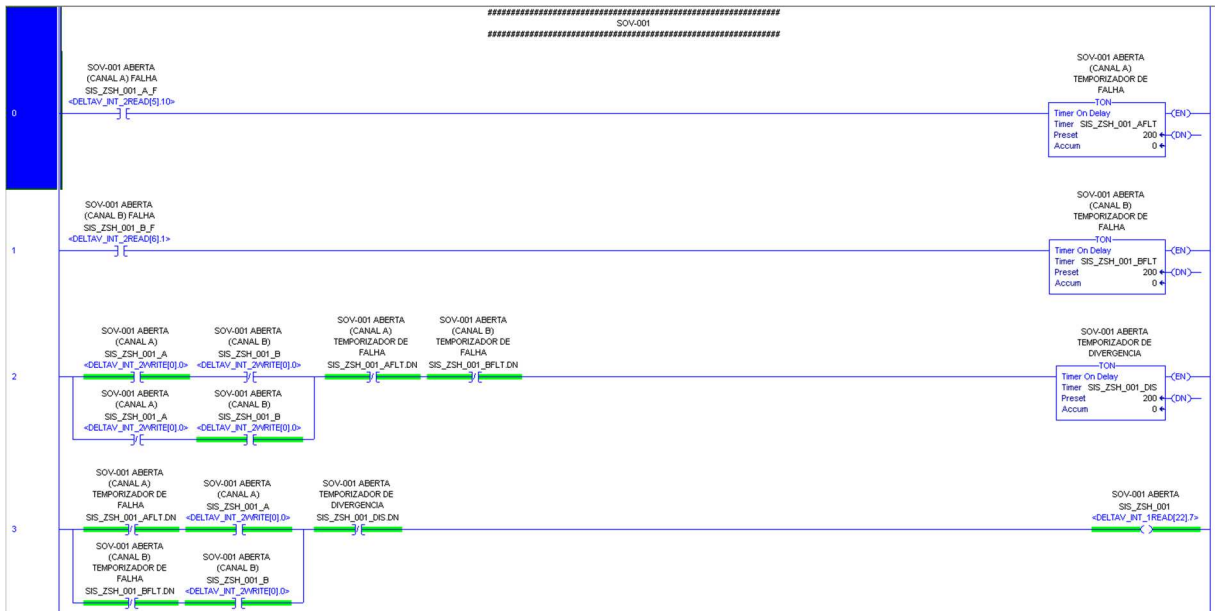 ##############################################################
SOV-001
##############################################################
0
SOV-001 ABERTA
(CANAL A) FALHA
SIS_ZSH_001_A_F
<DELTAV_INT_2READ[5].10>
SOV-001 ABERTA
(CANAL A)
TEMPORIZADOR DE
FALHA
TON
Timer On Delay
(EN)
Timer SIS_ZSH_001_AFLT
Preset 200
(DN)
Accum 0
1
SOV-001 ABERTA
(CANAL B) FALHA
SIS_ZSH_001_B_F
<DELTAV_INT_2READ[6].1>
SOV-001 ABERTA
(CANAL B)
TEMPORIZADOR DE
FALHA
TON
Timer On Delay
(EN)
Timer SIS_ZSH_001_BFLT
Preset 200
(DN)
Accum 0
2
SOV-001 ABERTA
(CANAL A)
SIS_ZSH_001_A
<DELTAV_INT_2WRITE[0].0>
SOV-001 ABERTA
(CANAL B)
SIS_ZSH_001_B
<DELTAV_INT_2WRITE[0].0>
SOV-001 ABERTA
(CANAL A)
TEMPORIZADOR DE
FALHA
SIS_ZSH_001_AFLT.DN
SOV-001 ABERTA
(CANAL B)
TEMPORIZADOR DE
FALHA
SIS_ZSH_001_BFLT.DN
SOV-001 ABERTA
TEMPORIZADOR DE
DIVERGENCIA
TON
Timer On Delay
(EN)
Timer SIS_ZSH_001_DIS
Preset 200
(DN)
Accum 0
SOV-001 ABERTA
(CANAL A)
SIS_ZSH_001_A
<DELTAV_INT_2WRITE[0].0>
SOV-001 ABERTA
(CANAL B)
SIS_ZSH_001_B
<DELTAV_INT_2WRITE[0].0>
3
SOV-001 ABERTA
(CANAL A)
TEMPORIZADOR DE
FALHA
SIS_ZSH_001_AFLT.DN
SOV-001 ABERTA
(CANAL A)
SIS_ZSH_001_A
<DELTAV_INT_2WRITE[0].0>
SOV-001 ABERTA
TEMPORIZADOR DE
DIVERGENCIA
SIS_ZSH_001_DIS.DN
SOV-001 ABERTA
SIS_ZSH_001
<DELTAV_INT_1READ[22].7>
SOV-001 ABERTA
(CANAL B)
TEMPORIZADOR DE
FALHA
SIS_ZSH_001_BFLT.DN
SOV-001 ABERTA
(CANAL B)
SIS_ZSH_001_B
<DELTAV_INT_2WRITE[0].0>